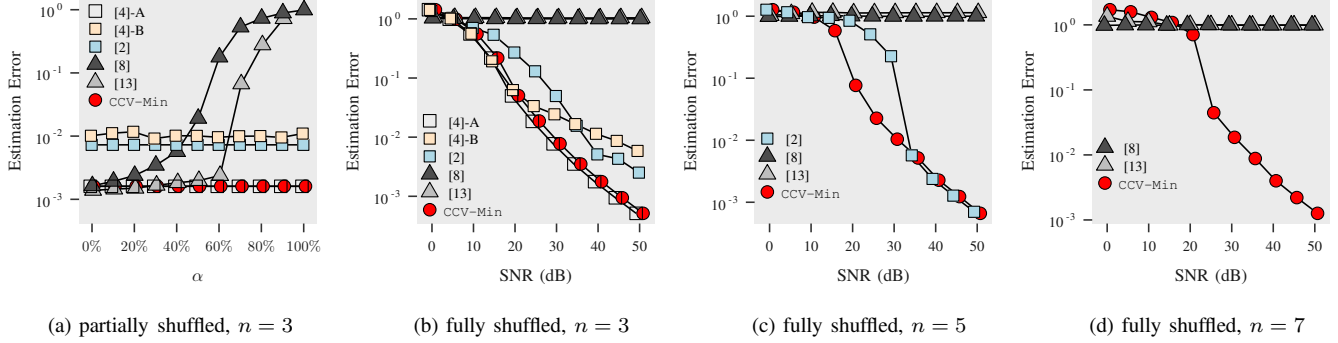 Estimation Error
10^0
10^-1
10^-2
10^-3
[4]-A
[4]-B
[2]
[8]
[13]
CCV-Min
0% 20% 40% 60% 80% 100%
α
(a) partially shuffled, n = 3
Estimation Error
10^0
10^-1
10^-2
10^-3
[4]-A
[4]-B
[2]
[8]
[13]
CCV-Min
0 10 20 30 40 50
SNR (dB)
(b) fully shuffled, n = 3
Estimation Error
10^0
10^-1
10^-2
10^-3
[2]
[8]
[13]
CCV-Min
0 10 20 30 40 50
SNR (dB)
(c) fully shuffled, n = 5
Estimation Error
10^0
10^-1
10^-2
10^-3
[8]
[13]
CCV-Min
0 10 20 30 40 50
SNR (dB)
(d) fully shuffled, n = 7